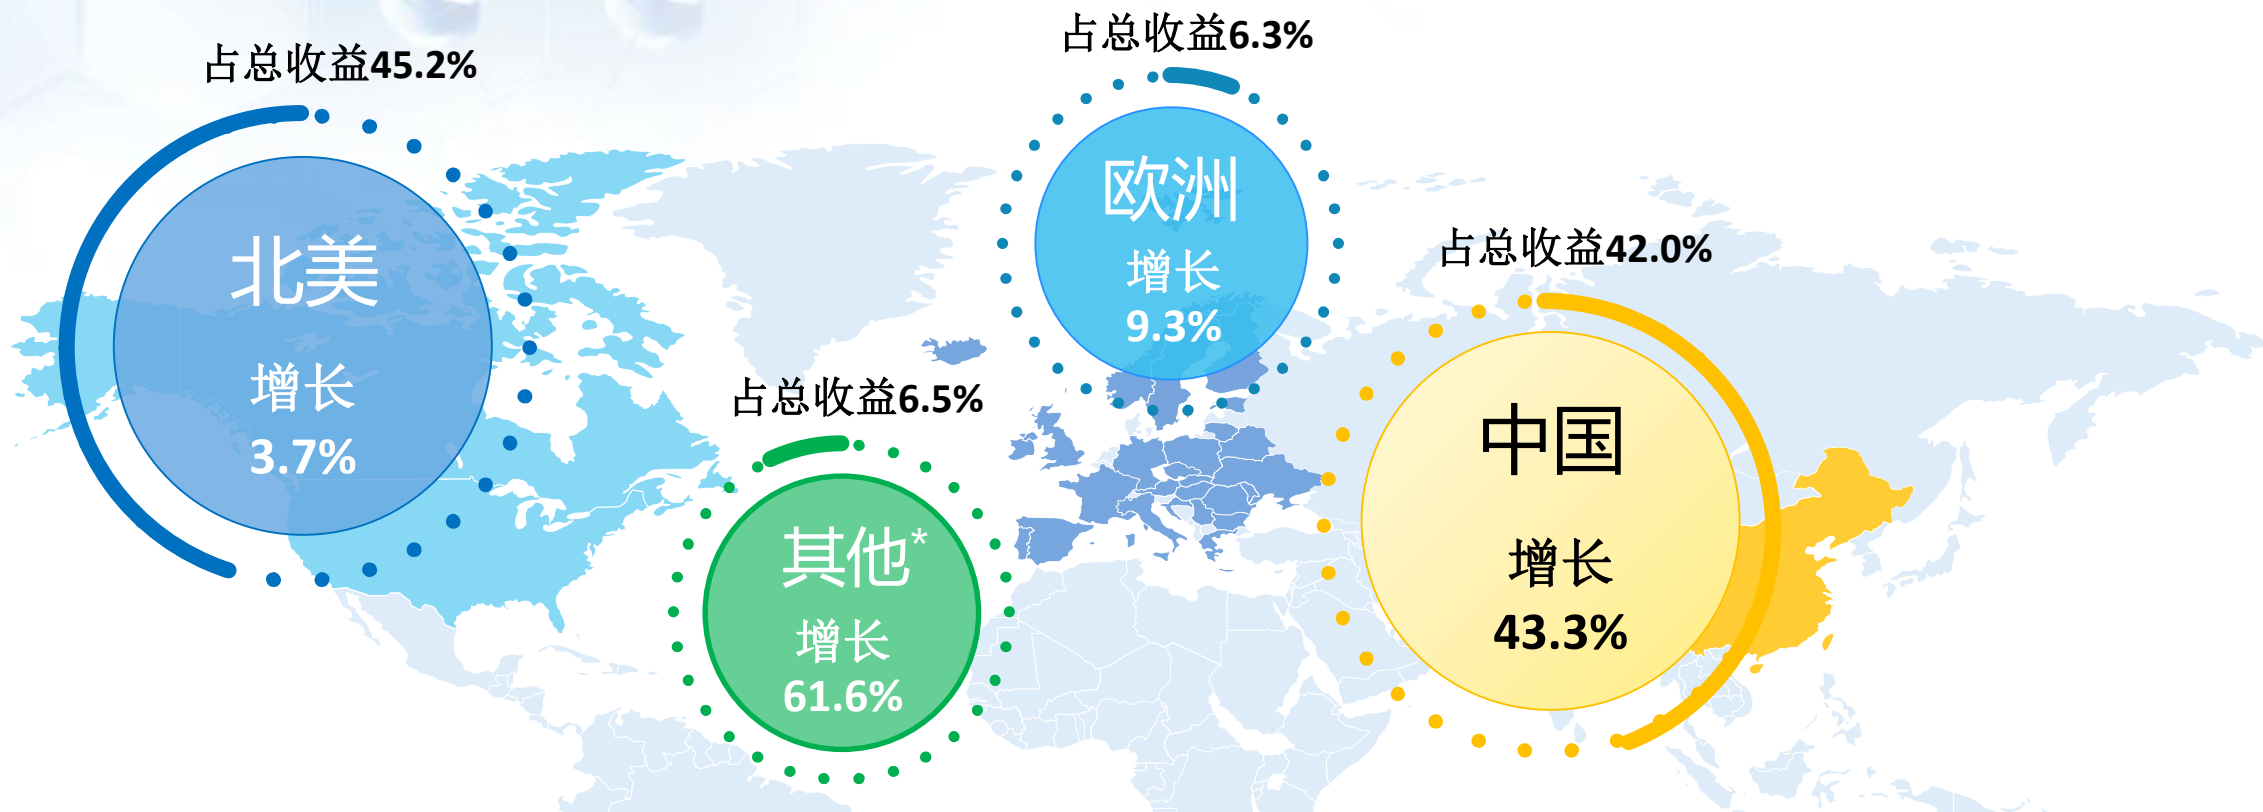 占总收益45.2%
北美
增长
3.7%
占总收益6.5%
其他*
增长
61.6%
占总收益6.3%
欧洲
增长
9.3%
占总收益42.0%
中国
增长
43.3%